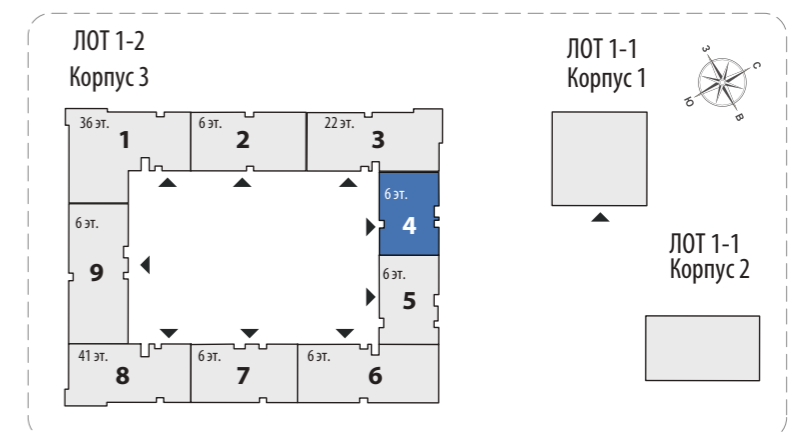 ЛОТ 1-2
Корпус 3
ЛОТ 1-1
Корпус 1
З
С
Ю
В
36 эт.
1
6 эт.
2
22 эт.
3
6 эт.
4
6 эт.
9
6 эт.
5
ЛОТ 1-1
Корпус 2
41 эт.
8
6 эт.
7
6 эт.
6